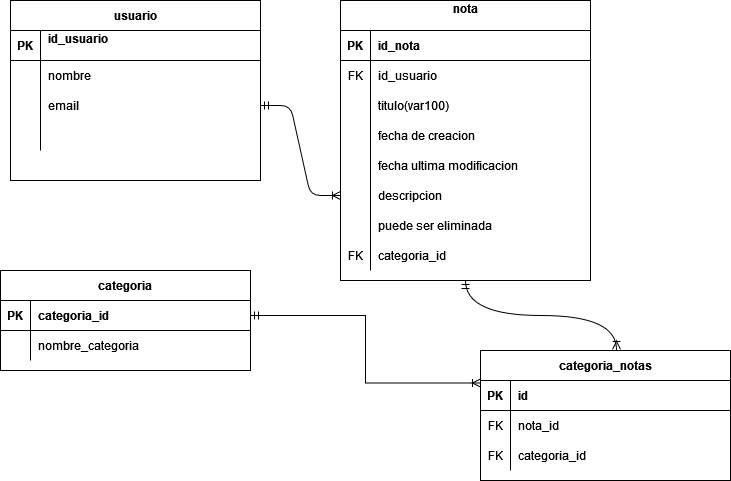 usuario
PK id_usuario
nombre
email
nota
PK id_nota
FK id_usuario
titulo(var100)
fecha de creacion
fecha ultima modificacion
descripcion
puede ser eliminada
FK categoria_id
categoria
PK categoria_id
nombre_categoria
categoria_notas
PK id
FK nota_id
FK categoria_id